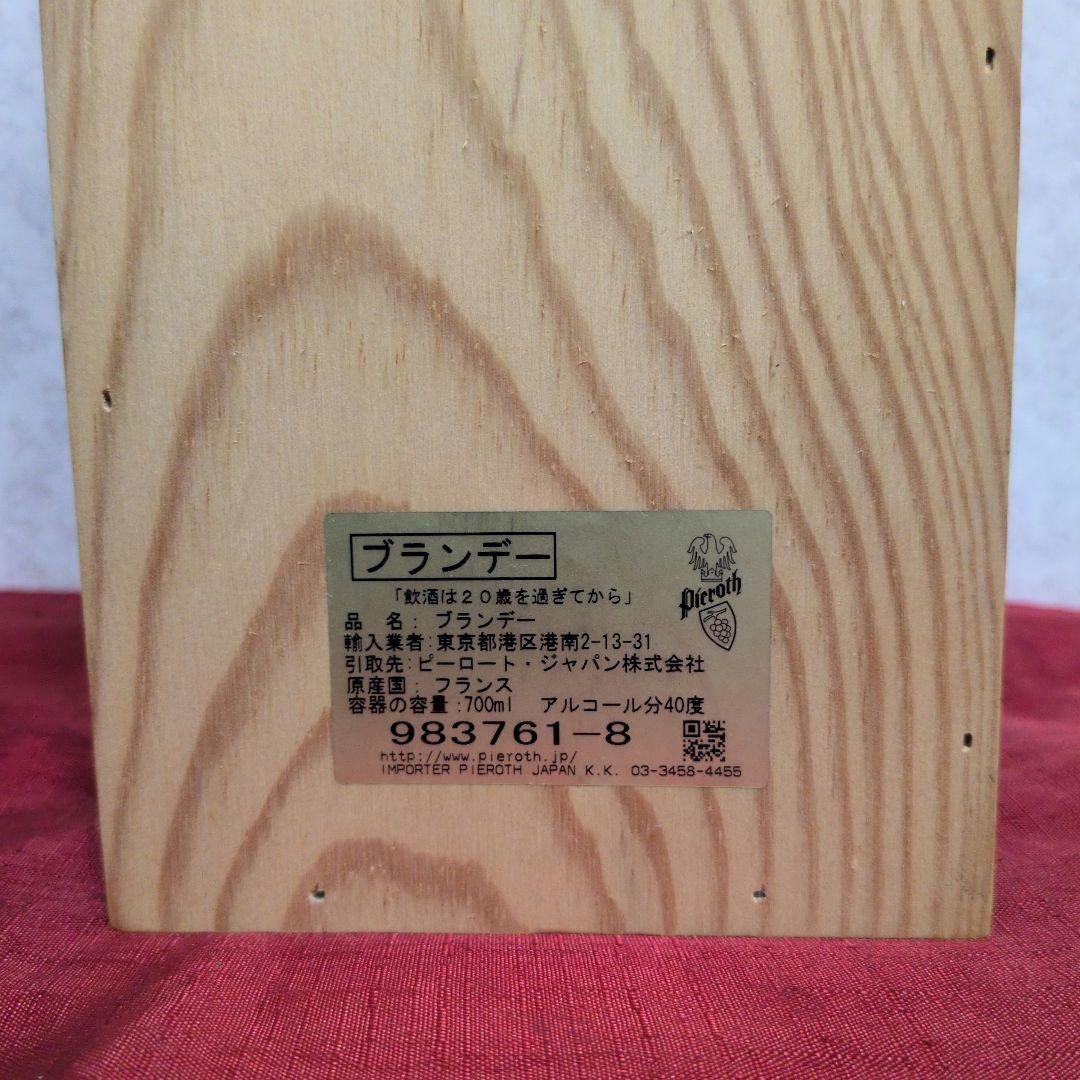 ブランデー
「飲酒は20歳を過ぎてから」
品 名: ブランデー
輸入業者:東京都港区港南2-13-31
引取先:ピーロート・ジャパン株式会社
原産国: フランス
容器の容量:700ml アルコール分40度
983761-8
http://www.pieroth.jp/
IMPORTER PIEROTH JAPAN K.K. 03-3458-4455
Pieroth